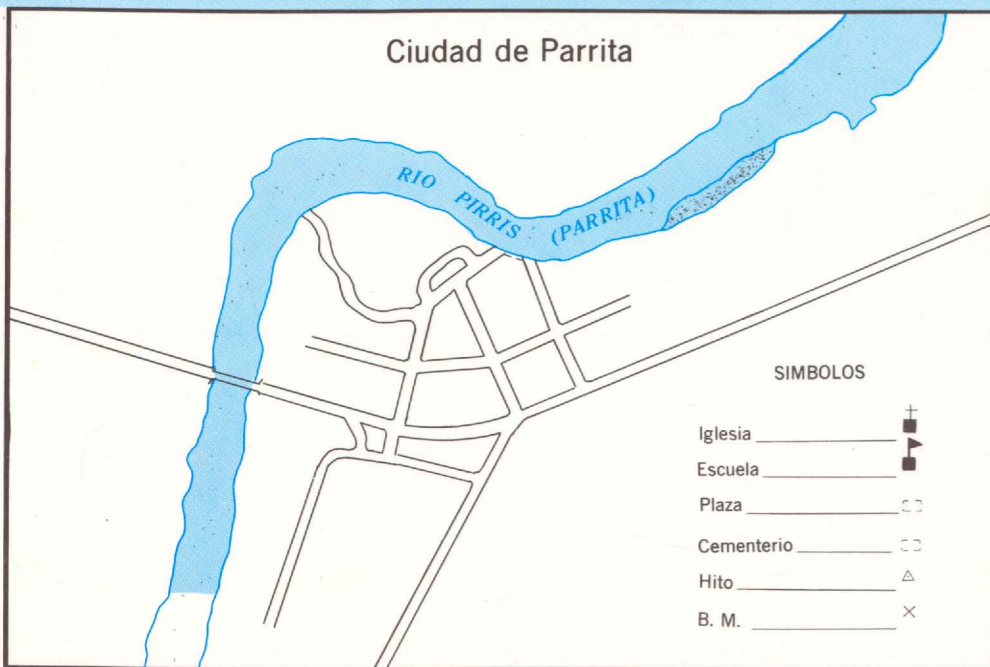 Ciudad de Parrita
RIO PIRRIS (PARRITA)
SIMBOLOS
Iglesia
Escuela
Plaza
Cementerio
Hito
B. M.